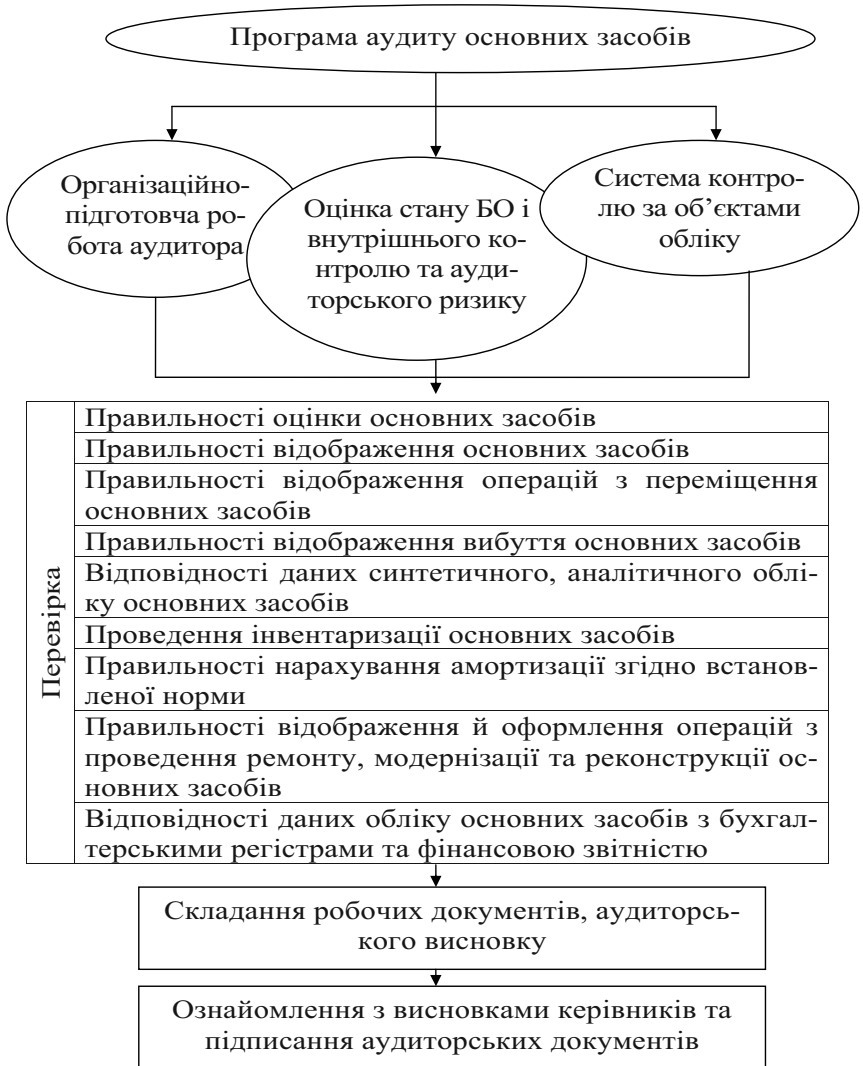 Програма аудиту основних засобів
Організаційно-
підготовча ро-
бота аудитора
Оцінка стану БО і
внутрішнього ко-
нтролю та ауди-
торського ризику
Система контро-
лю за об’єктами
обліку
Перевірка
Правильності оцінки основних засобів
Правильності відображення основних засобів
Правильності відображення операцій з переміщення
основних засобів
Правильності відображення вибуття основних засобів
Відповідності даних синтетичного, аналітичного облі-
ку основних засобів
Проведення інвентаризації основних засобів
Правильності нарахування амортизації згідно встанов-
леної норми
Правильності відображення й оформлення операцій з
проведення ремонту, модернізації та реконструкції ос-
новних засобів
Відповідності даних обліку основних засобів з бухгал-
терськими регістрами та фінансовою звітністю
Складання робочих документів, аудиторсь-
кого висновку
Ознайомлення з висновками керівників та
підписання аудиторських документів